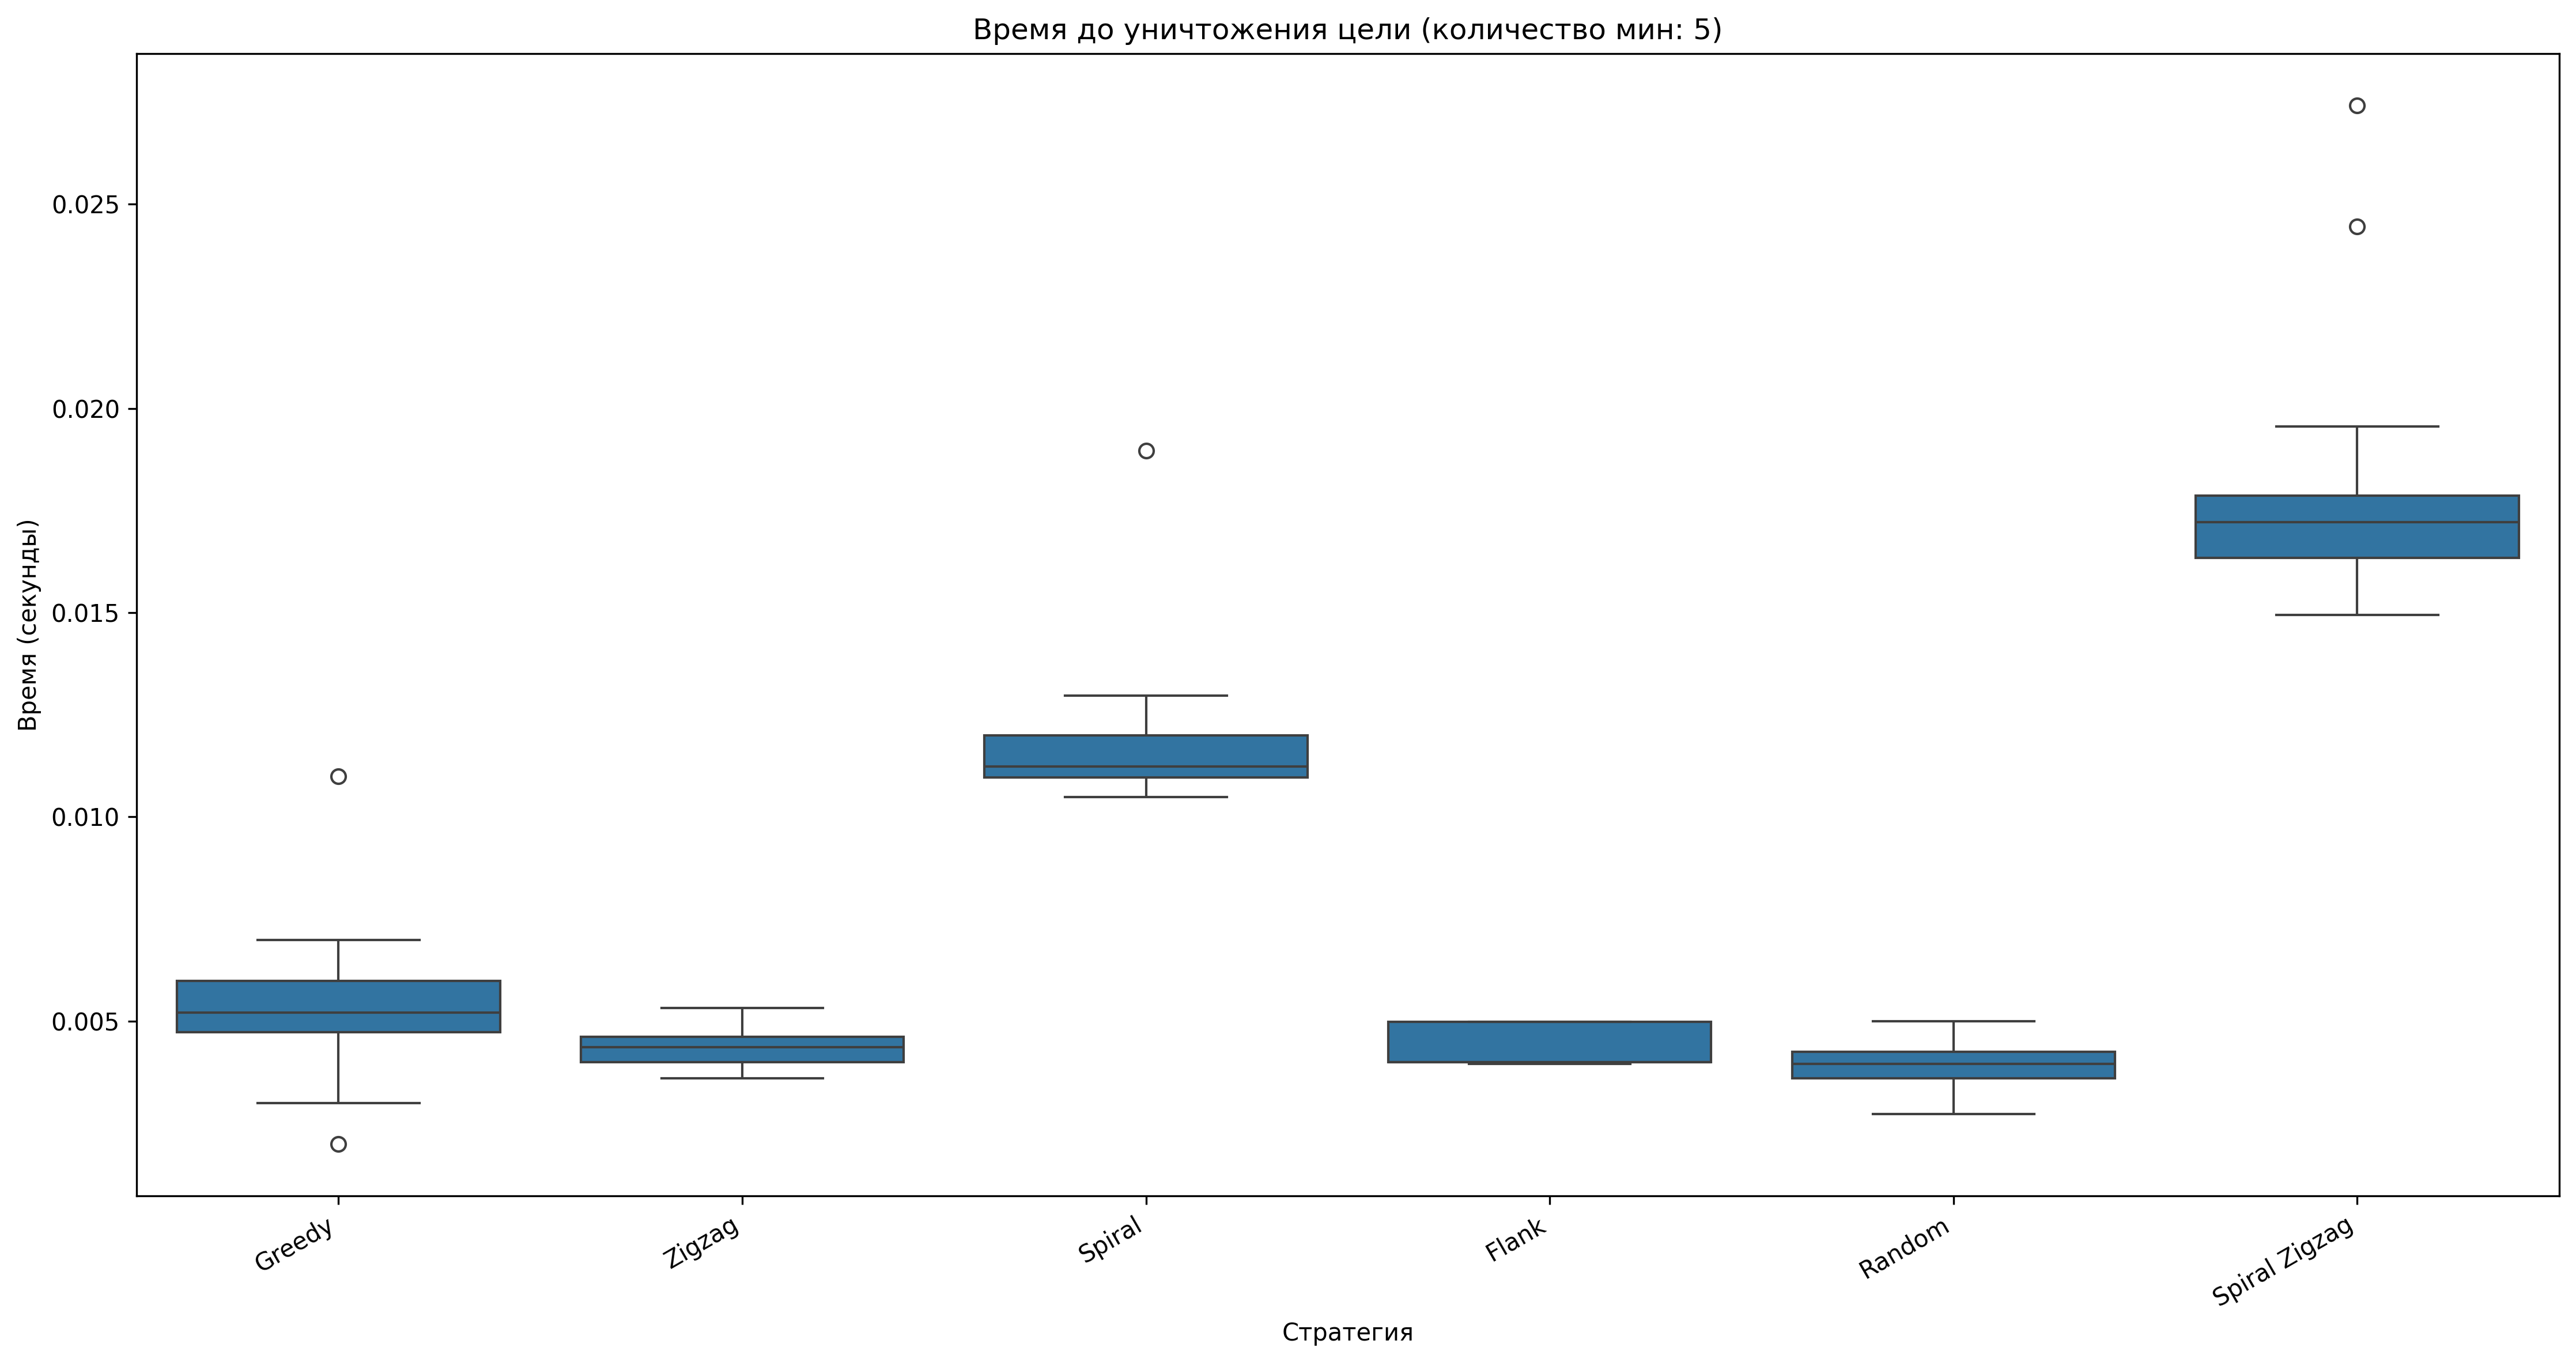 Время до уничтожения цели (количество мин: 5)
Время (секунды)
0.025
0.020
0.015
0.010
0.005
Greedy
Zigzag
Spiral
Flank
Random
Spiral Zigzag
Стратегия